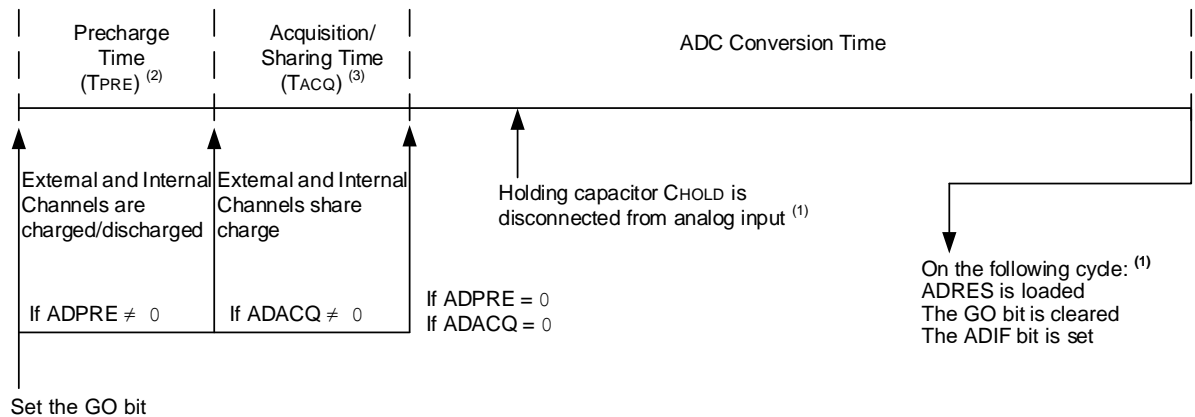 Precharge
Time
(TPRE) (2)
Acquisition/
Sharing Time
(TACQ) (3)
ADC Conversion Time
External and Internal
Channels are
charged/discharged
External and Internal
Channels share
charge
Holding capacitor CHOLD is
disconnected from analog input (1)
If ADPRE ≠ 0
If ADACQ ≠ 0
If ADPRE = 0
If ADACQ = 0
On the following cycle: (1)
ADRES is loaded
The GO bit is cleared
The ADIF bit is set
Set the GO bit